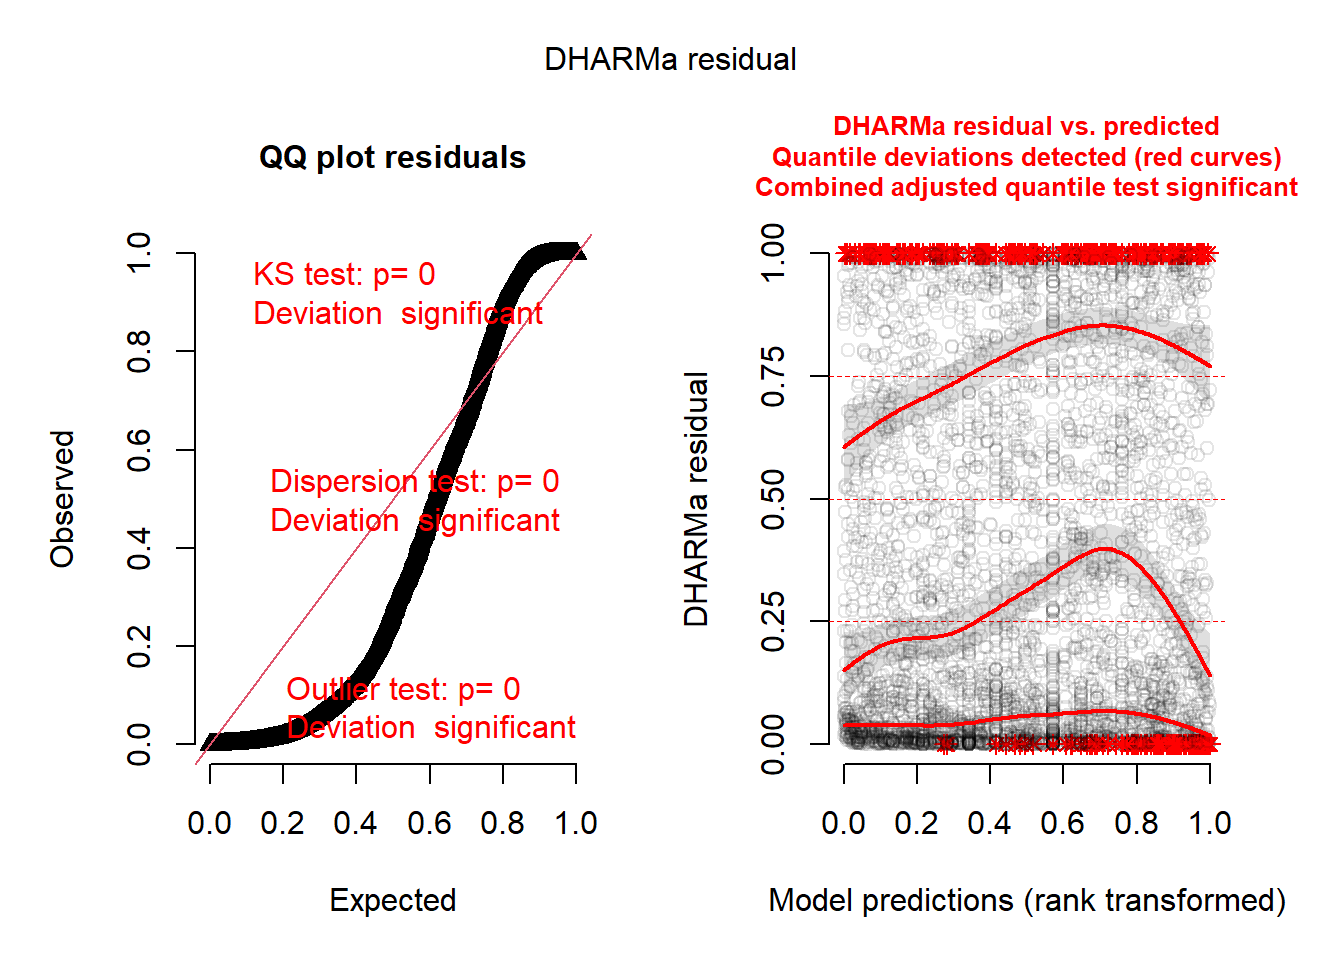 DHARMa residual
QQ plot residuals
KS test: p= 0
Deviation  significant
Dispersion test: p= 0
Deviation  significant
Outlier test: p= 0
Deviation  significant
Observed
0.0 0.2 0.4 0.6 0.8 1.0
0.0 0.2 0.4 0.6 0.8 1.0
Expected
DHARMa residual vs. predicted
Quantile deviations detected (red curves)
Combined adjusted quantile test significant
DHARMa residual
0.00 0.25 0.50 0.75 1.00
0.0 0.2 0.4 0.6 0.8 1.0
Model predictions (rank transformed)